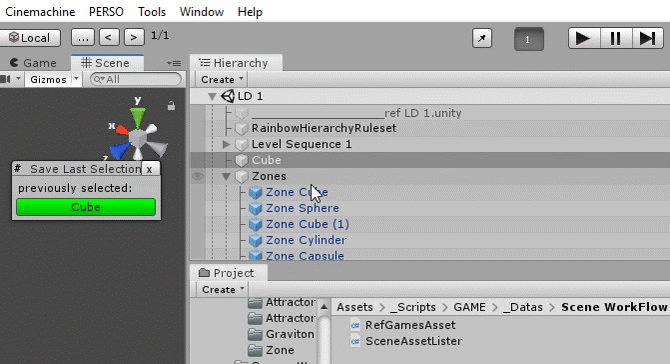 Cinemachine PERSO Tools Window Help
Local ... < > 1/1 1
Game Scene
Gizmos All
y
x
z
# Save Last Selection x
previously selected:
Cube
Hierarchy
Create
LD 1
_ref LD 1.unity
RainbowHierarchyRuleset
Level Sequence 1
Cube
Zones
Zone Cube
Zone Sphere
Zone Cube (1)
Zone Cylinder
Zone Capsule
Project
Create
Attractor
Attractor
Graviton
Zone
Assets > _Scripts > GAME > _Datas > Scene WorkFlow
RefGamesAsset
SceneAssetLister